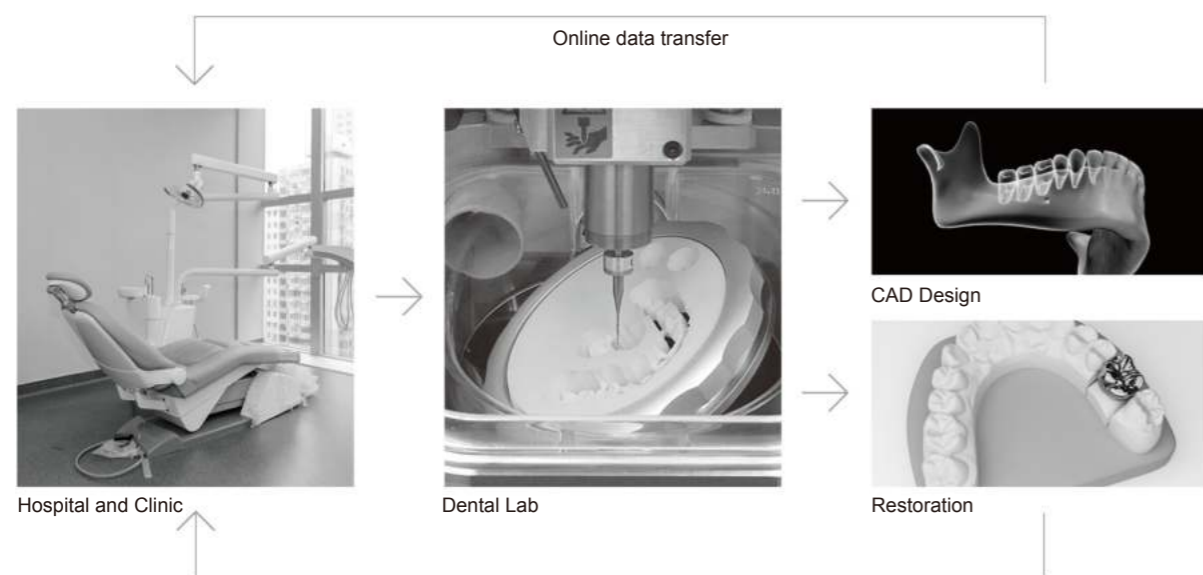 Online data transfer
CAD Design
Hospital and Clinic
Dental Lab
Restoration